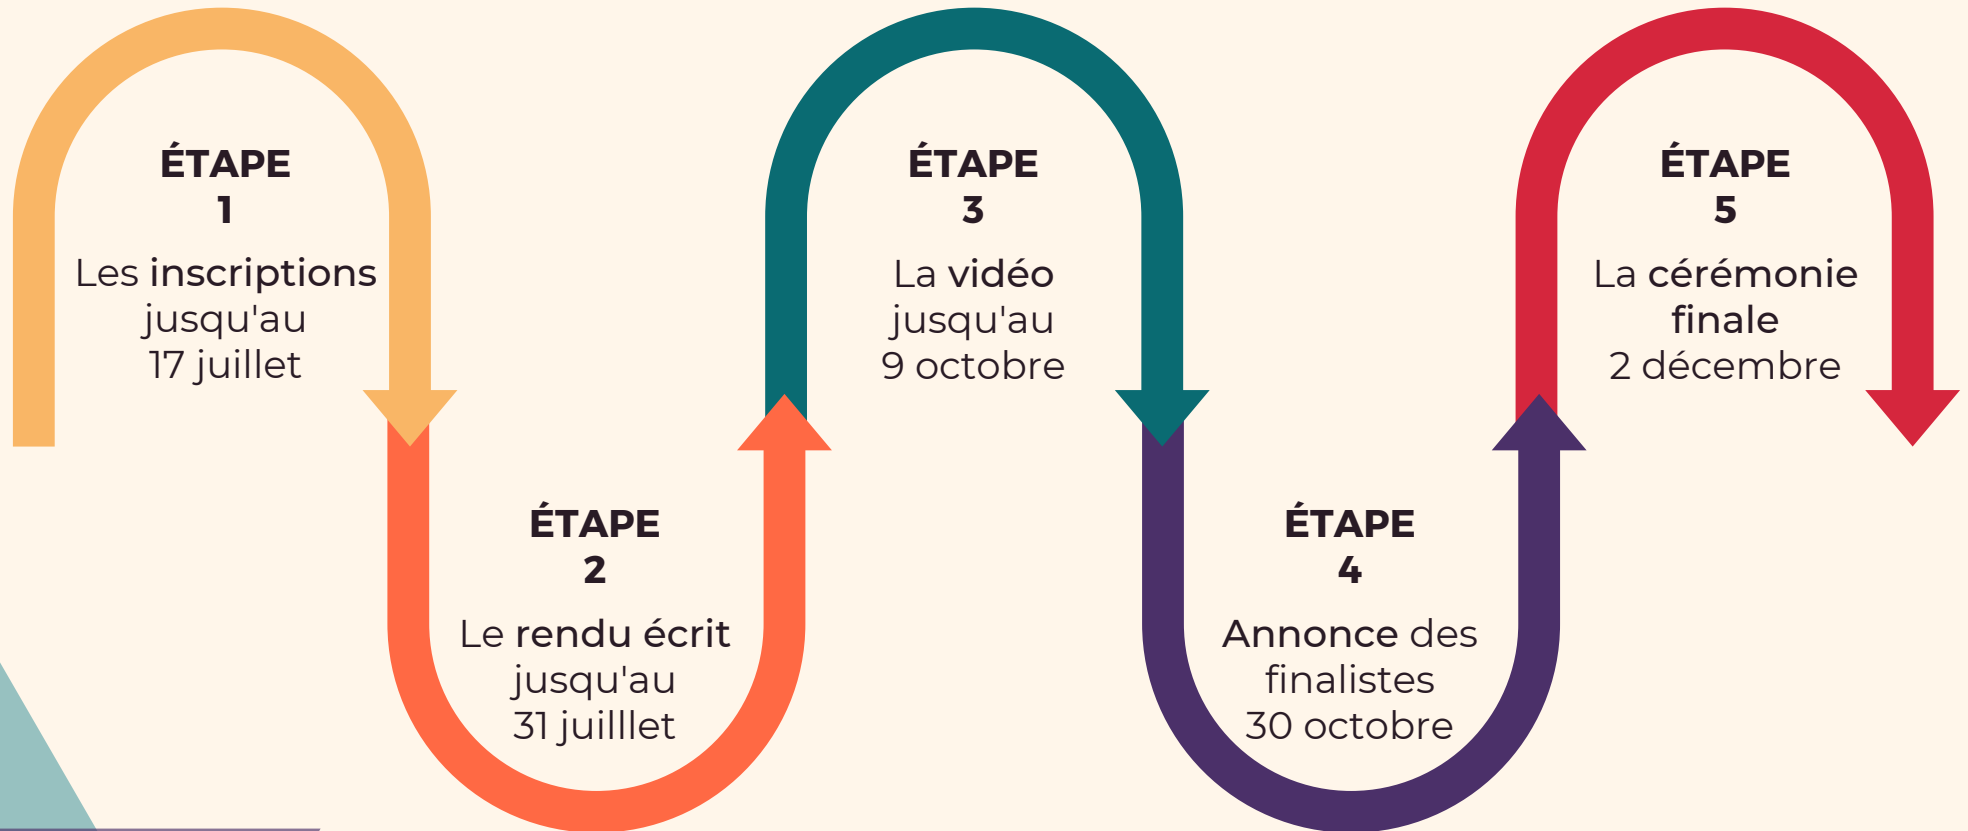 ÉTAPE
1
Les inscriptions
jusqu'au
17 juillet
ÉTAPE
2
Le rendu écrit
jusqu'au
31 juilllet
ÉTAPE
3
La vidéo
jusqu'au
9 octobre
ÉTAPE
4
Annonce des
finalistes
30 octobre
ÉTAPE
5
La cérémonie
finale
2 décembre